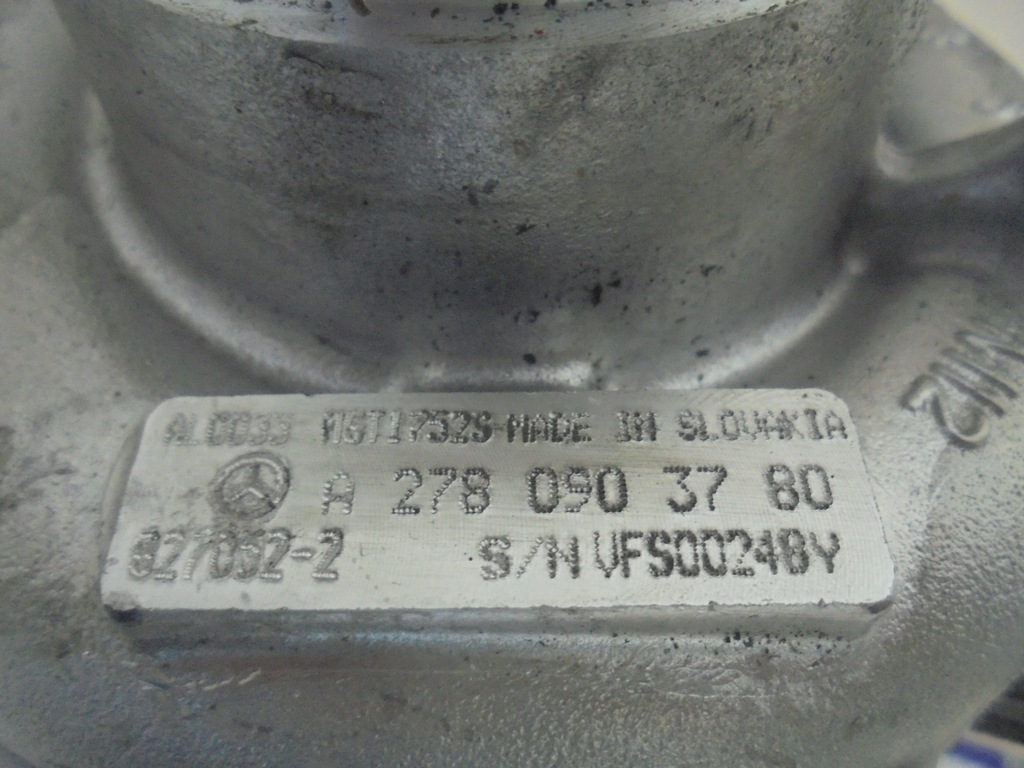 AL0033 MGT1752S MADE IN SLOVAKIA
A 278 090 37 80
827052-2 S/N VFS00248Y